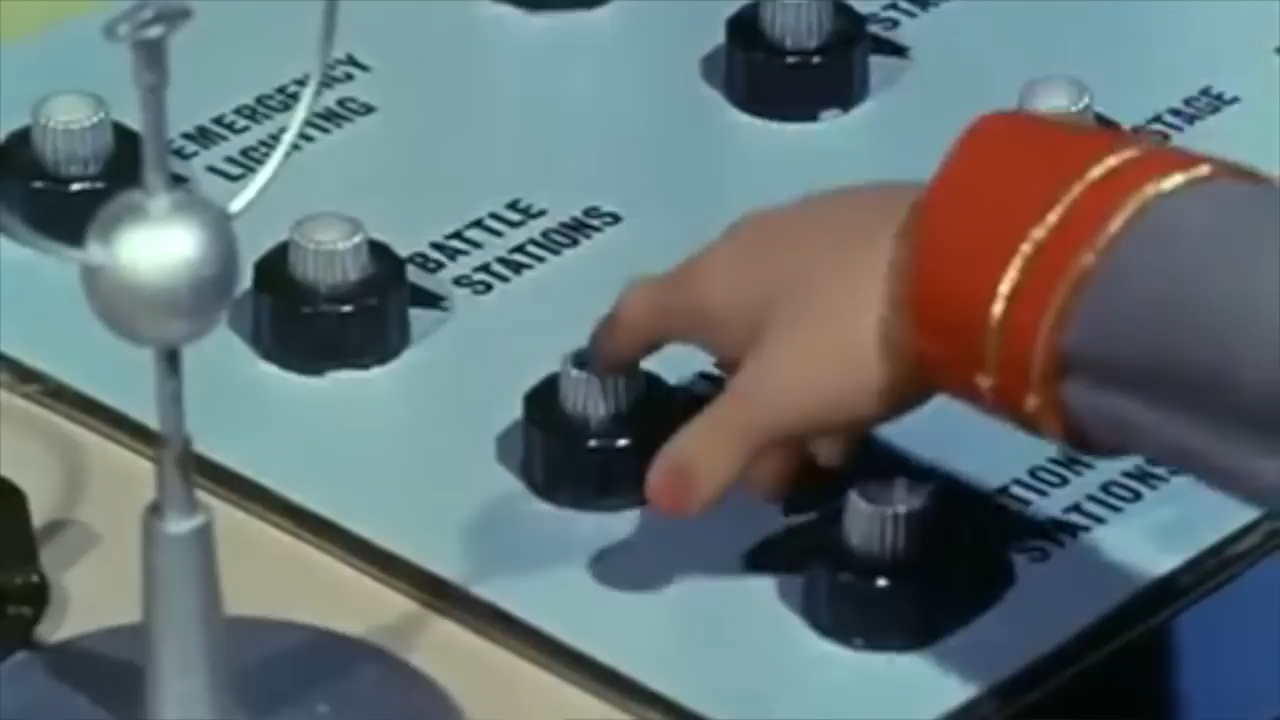 EMERGENCY
LIGHTING
BATTLE
STATIONS
STAGE
STATIONS